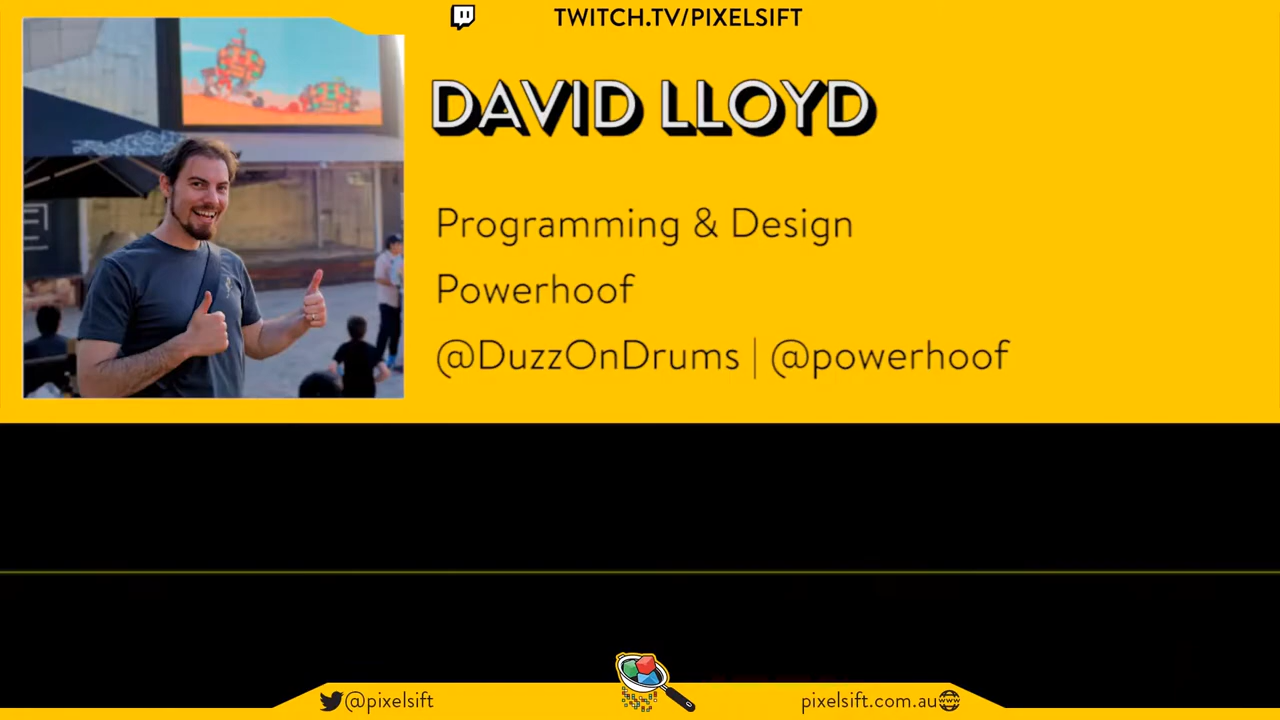 TWITCH.TV/PIXELSIFT
DAVID LLOYD
Programming & Design
Powerhoof
@DuzzOnDrums | @powerhoof
@pixelsift
pixelsift.com.au